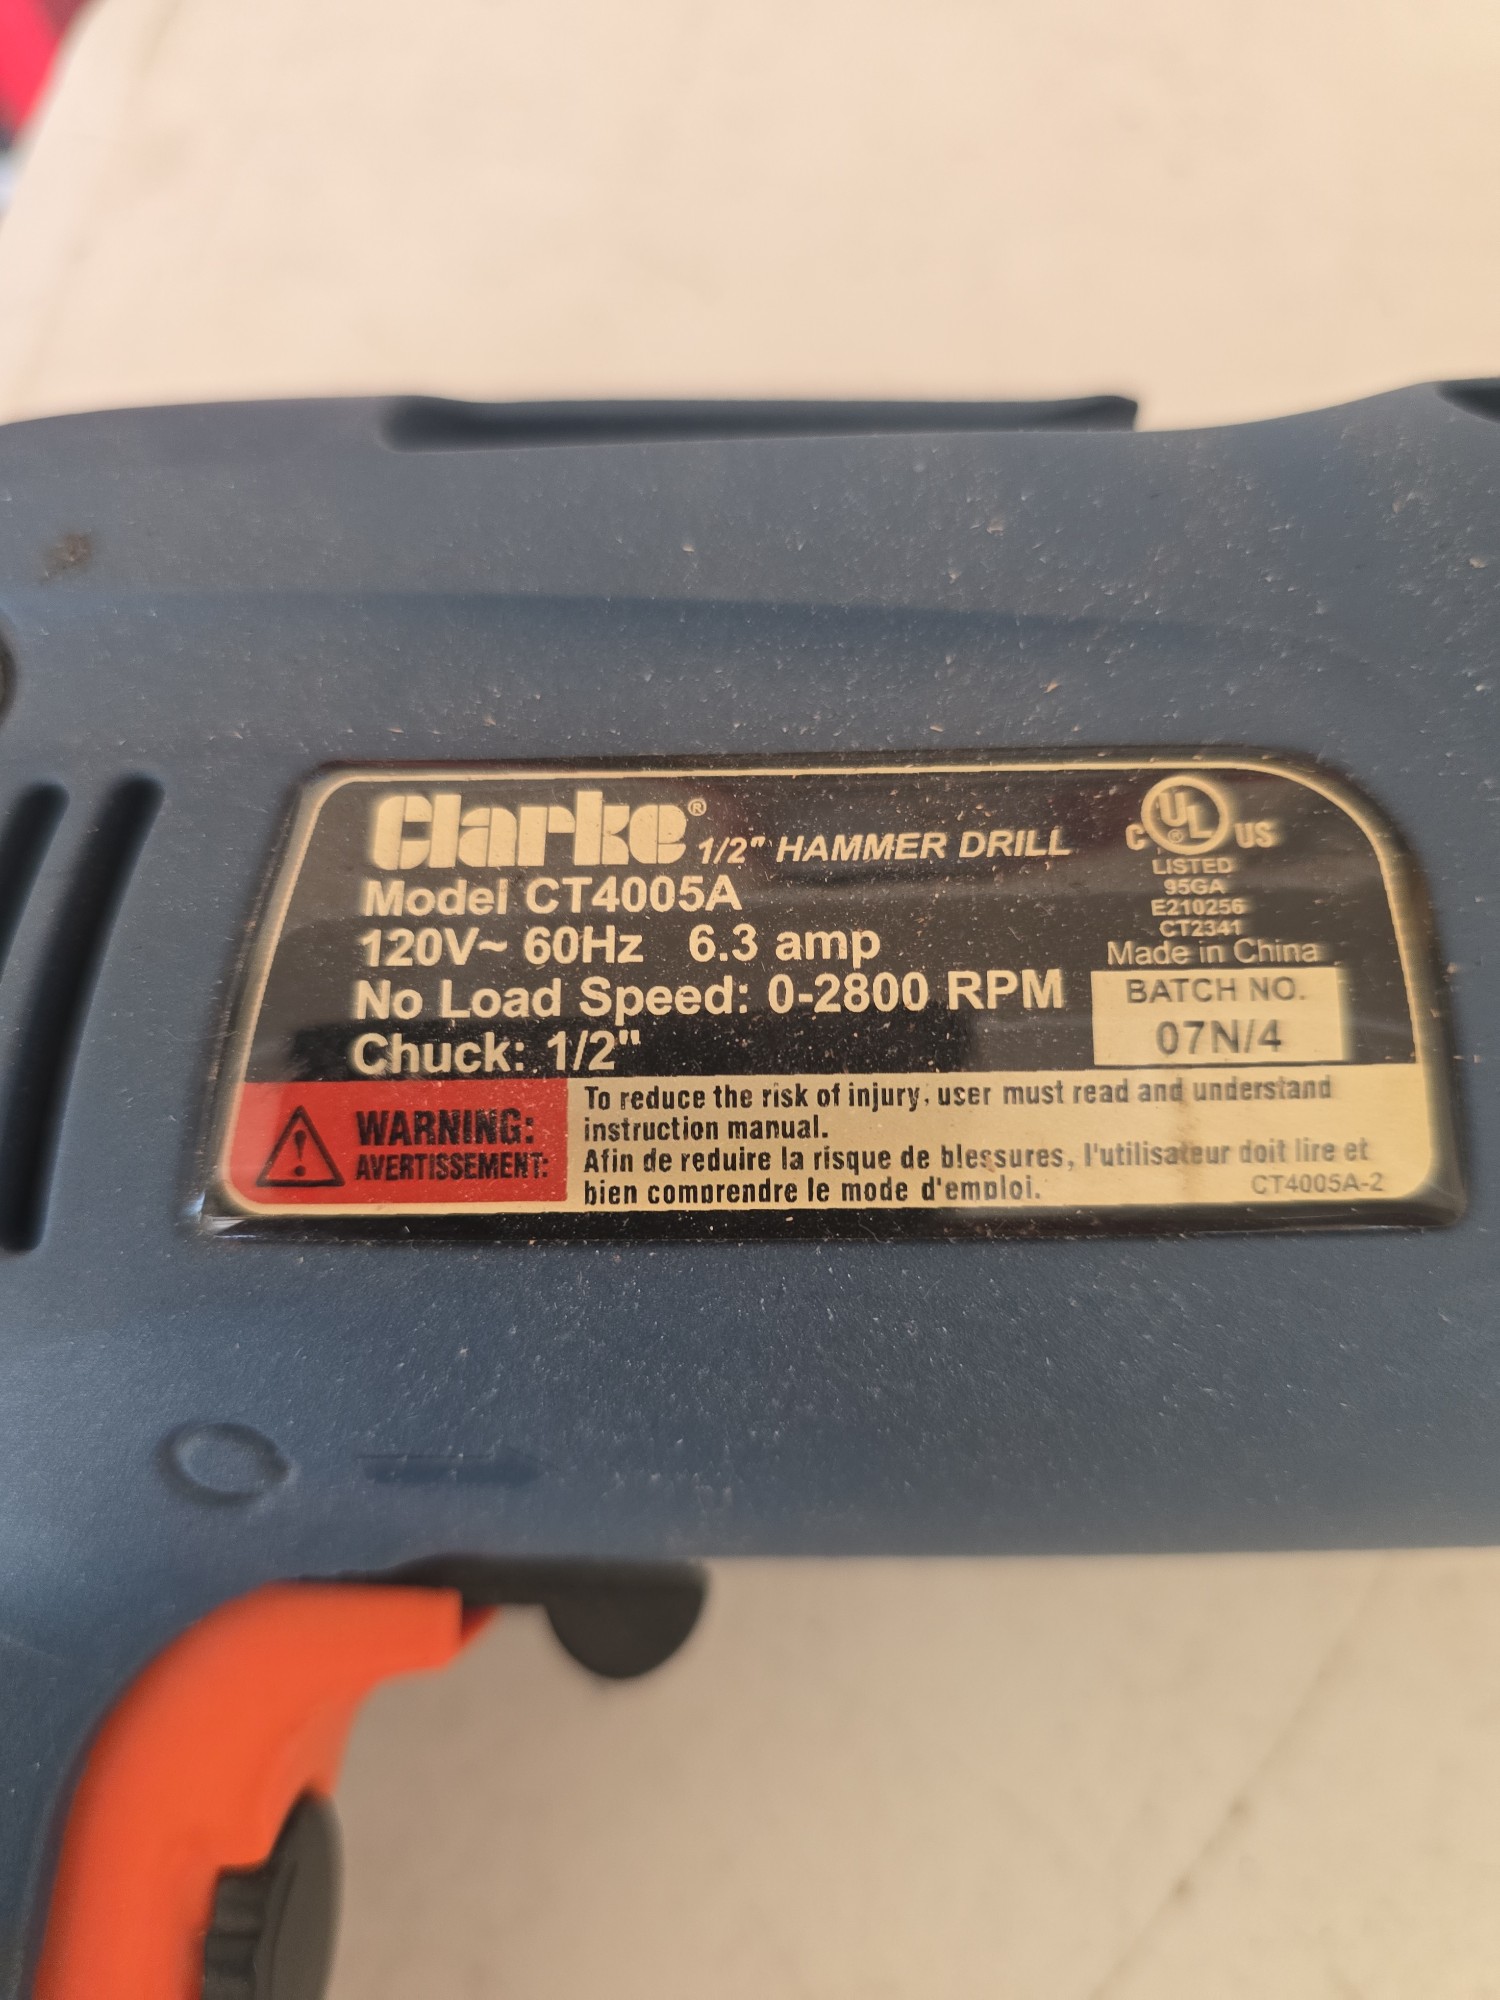 Clarke® 1/2" HAMMER DRILL
Model CT4005A
120V~ 60Hz 6.3 amp
No Load Speed: 0-2800 RPM
Chuck: 1/2"
C UL® US
LISTED
95GA
E210256
CT2341
Made in China
BATCH NO.
07N/4
WARNING:
AVERTISSEMENT:
To reduce the risk of injury, user must read and understand
instruction manual.
Afin de reduire la risque de blessures, l'utilisateur doit lire et
bien comprendre le mode d'emploi.
CT4005A-2